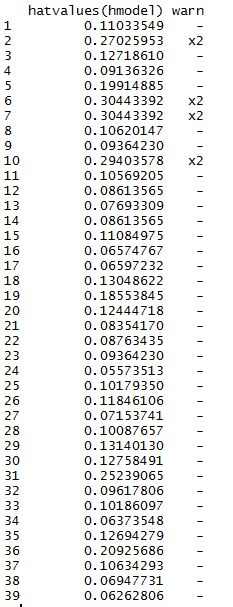 hatvalues(hmodel) warn
1 0.11033549 -
2 0.27025953 x2
3 0.12718610 -
4 0.09136326 -
5 0.19914885 -
6 0.30443392 x2
7 0.30443392 x2
8 0.10620147 -
9 0.09364230 -
10 0.29403578 x2
11 0.10569205 -
12 0.08613565 -
13 0.07693309 -
14 0.08613565 -
15 0.11084975 -
16 0.06574767 -
17 0.06597232 -
18 0.13048622 -
19 0.18553845 -
20 0.12444718 -
21 0.08354170 -
22 0.08763435 -
23 0.09364230 -
24 0.05573513 -
25 0.10179350 -
26 0.11846106 -
27 0.07153741 -
28 0.10087657 -
29 0.13140130 -
30 0.12758491 -
31 0.25239065 -
32 0.09617806 -
33 0.10186097 -
34 0.06373548 -
35 0.12694279 -
36 0.20925686 -
37 0.10634293 -
38 0.06947731 -
39 0.06262806 -